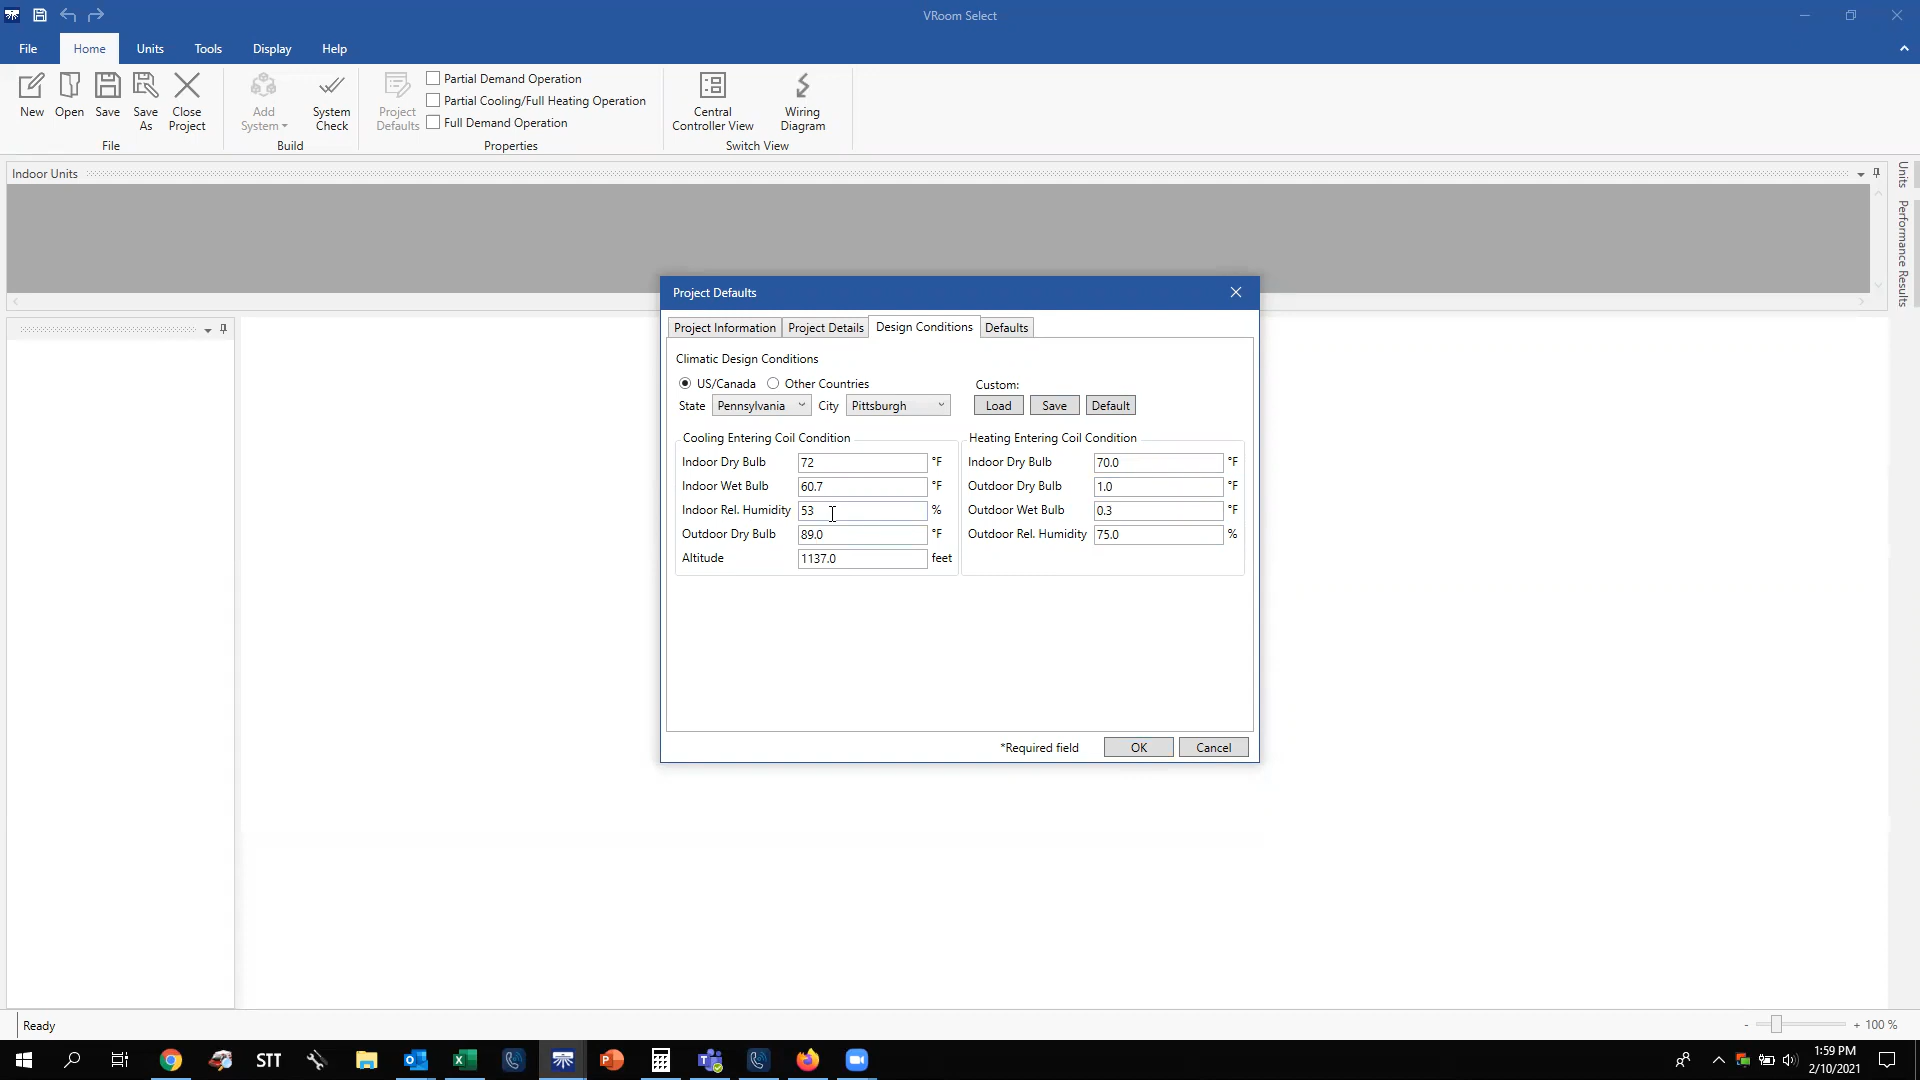 VRoom Select
File Home Units Tools Display Help
New Open Save Save As Close Project
File
Add System System Check
Build
Project Defaults
Partial Demand Operation
Partial Cooling/Full Heating Operation
Full Demand Operation
Properties
Central Controller View Wiring Diagram
Switch View
Indoor Units
Units
Performance Results
Project Defaults
Project Information Project Details Design Conditions Defaults
Climatic Design Conditions
US/Canada Other Countries Custom:
State Pennsylvania City Pittsburgh Load Save Default
Cooling Entering Coil Condition Heating Entering Coil Condition
Indoor Dry Bulb 72 °F Indoor Dry Bulb 70.0 °F
Indoor Wet Bulb 60.7 °F Outdoor Dry Bulb 1.0 °F
Indoor Rel. Humidity 53 % Outdoor Wet Bulb 0.3 °F
Outdoor Dry Bulb 89.0 °F Outdoor Rel. Humidity 75.0 %
Altitude 1137.0 feet
*Required field OK Cancel
Ready - + 100 %
STT
1:59 PM
2/10/2021